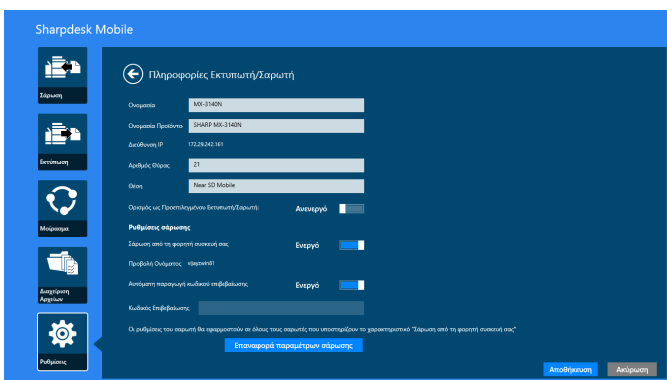 Sharpdesk Mobile
Σάρωση
Εκτύπωση
Μοίρασμα
Διαχείριση
Αρχείων
Ρυθμίσεις
Πληροφορίες Εκτυπωτή/Σαρωτή
Ονομασία MX-3140N
Ονομασία Προϊόντος SHARP MX-3140N
Διεύθυνση IP 172.29.242.161
Αριθμός Θύρας 21
Θέση Near SD Mobile
Ορισμός ως Προεπιλεγμένου Εκτυπωτή/Σαρωτή: Ανενεργό
Ρυθμίσεις σάρωσης
Σάρωση από τη φορητή συσκευή σας Ενεργό
Προβολή Ονόματος vijaywin81
Αυτόματη παραγωγή κωδικού επιβεβαίωσης Ενεργό
Κωδικός Επιβεβαίωσης
Οι ρυθμίσεις του σαρωτή θα εφαρμοστούν σε όλους τους σαρωτές που υποστηρίζουν το χαρακτηριστικό "Σάρωση από τη φορητή συσκευή σας"
Επαναφορά παραμέτρων σάρωσης
Αποθήκευση Ακύρωση